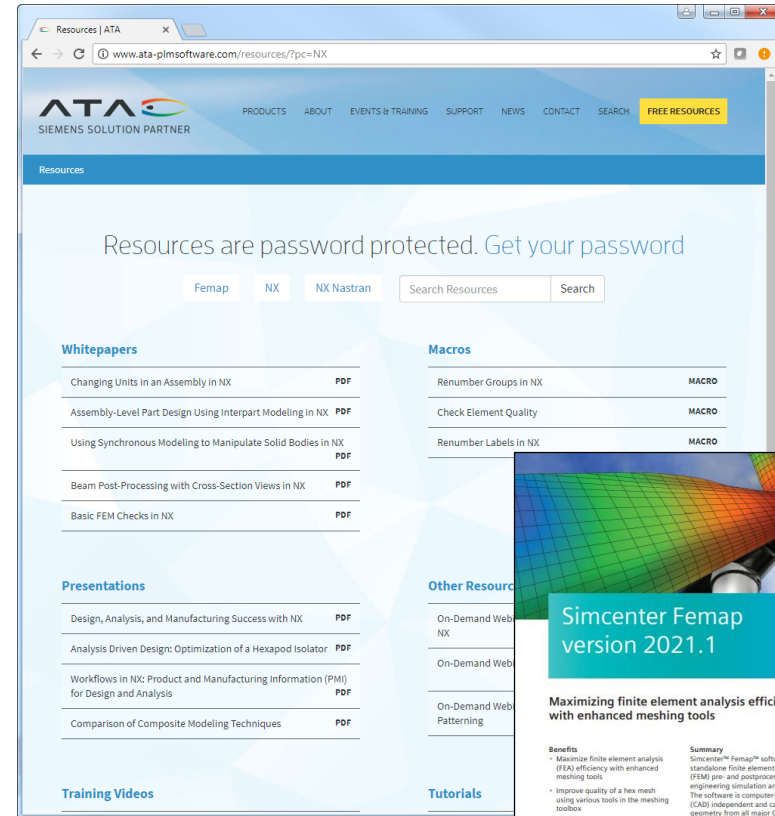 Resources | ATA
www.ata-plmsoftware.com/resources/?pc=NX
ATA
SIEMENS SOLUTION PARTNER
PRODUCTS ABOUT EVENTS & TRAINING SUPPORT NEWS CONTACT SEARCH FREE RESOURCES
Resources
Resources are password protected. Get your password
Femap NX NX Nastran Search Resources Search
Whitepapers
Changing Units in an Assembly in NX PDF
Assembly-Level Part Design Using Interpart Modeling in NX PDF
Using Synchronous Modeling to Manipulate Solid Bodies in NX
PDF
Beam Post-Processing with Cross-Section Views in NX PDF
Basic FEM Checks in NX PDF
Macros
Renumber Groups in NX MACRO
Check Element Quality MACRO
Renumber Labels in NX MACRO
Presentations
Design, Analysis, and Manufacturing Success with NX PDF
Analysis Driven Design: Optimization of a Hexapod Isolator PDF
Workflows in NX: Product and Manufacturing Information (PMI)
for Design and Analysis PDF
Comparison of Composite Modeling Techniques PDF
Other Resourc
On-Demand Webi
NX
On-Demand Webi
On-Demand Webi
Patterning
Training Videos
Tutorials
Simcenter Femap
version 2021.1
Maximizing finite element analysis effici
with enhanced meshing tools
Benefits
• Maximize finite element analysis
(FEA) efficiency with enhanced
meshing tools
• Improve quality of a hex mesh
using various tools in the meshing
toolbox
Summary
Simcenter™ Femap™ softw
standalone finite element
(FEM) pre- and postproces
engineering simulation an
The software is computer-
(CAD) independent and ca
geometry from all major C